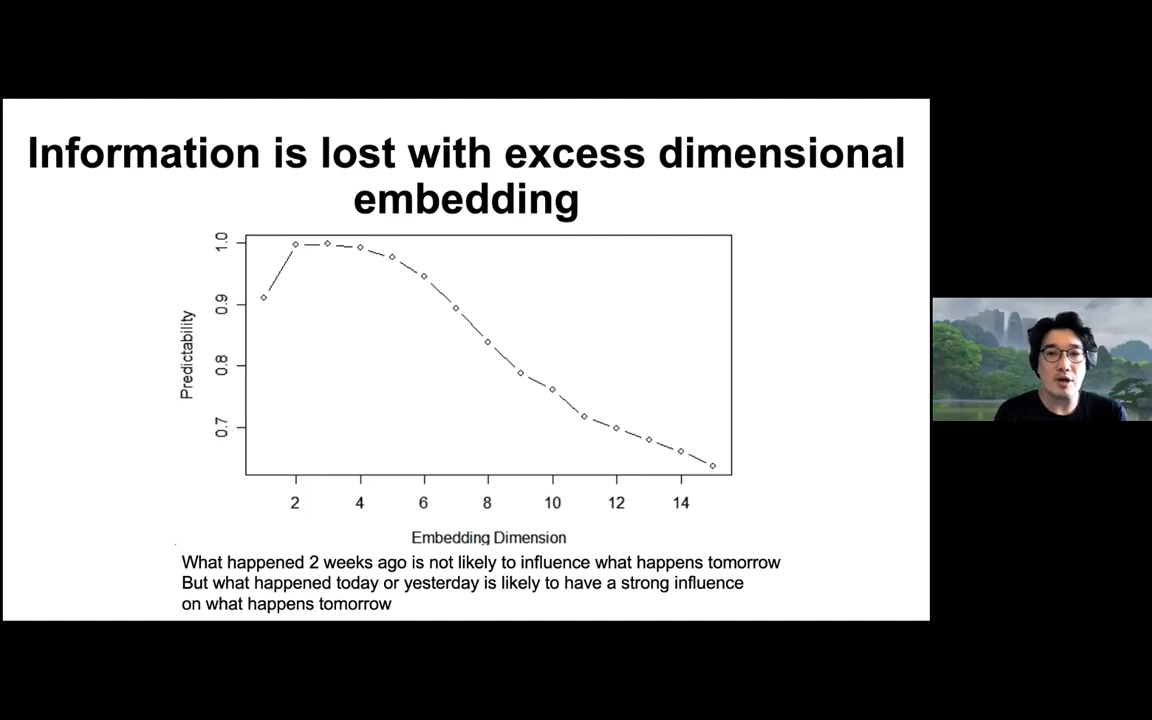 Information is lost with excess dimensional
embedding
1.0
0.9
0.8
0.7
Predictability
2 4 6 8 10 12 14
Embedding Dimension
What happened 2 weeks ago is not likely to influence what happens tomorrow
But what happened today or yesterday is likely to have a strong influence
on what happens tomorrow